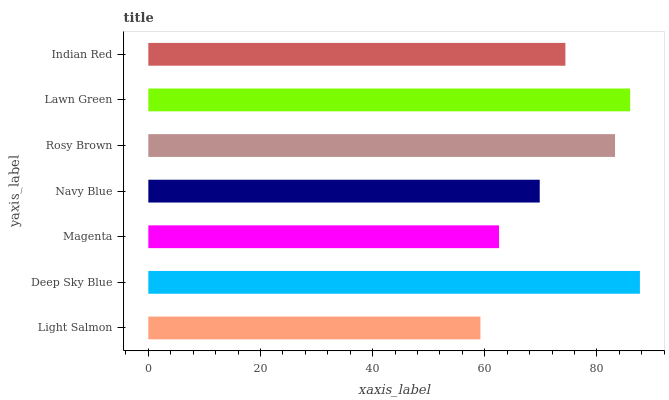 title
Indian Red
Lawn Green
Rosy Brown
Navy Blue
Magenta
Deep Sky Blue
Light Salmon
yaxis_label
0 20 40 60 80
xaxis_label